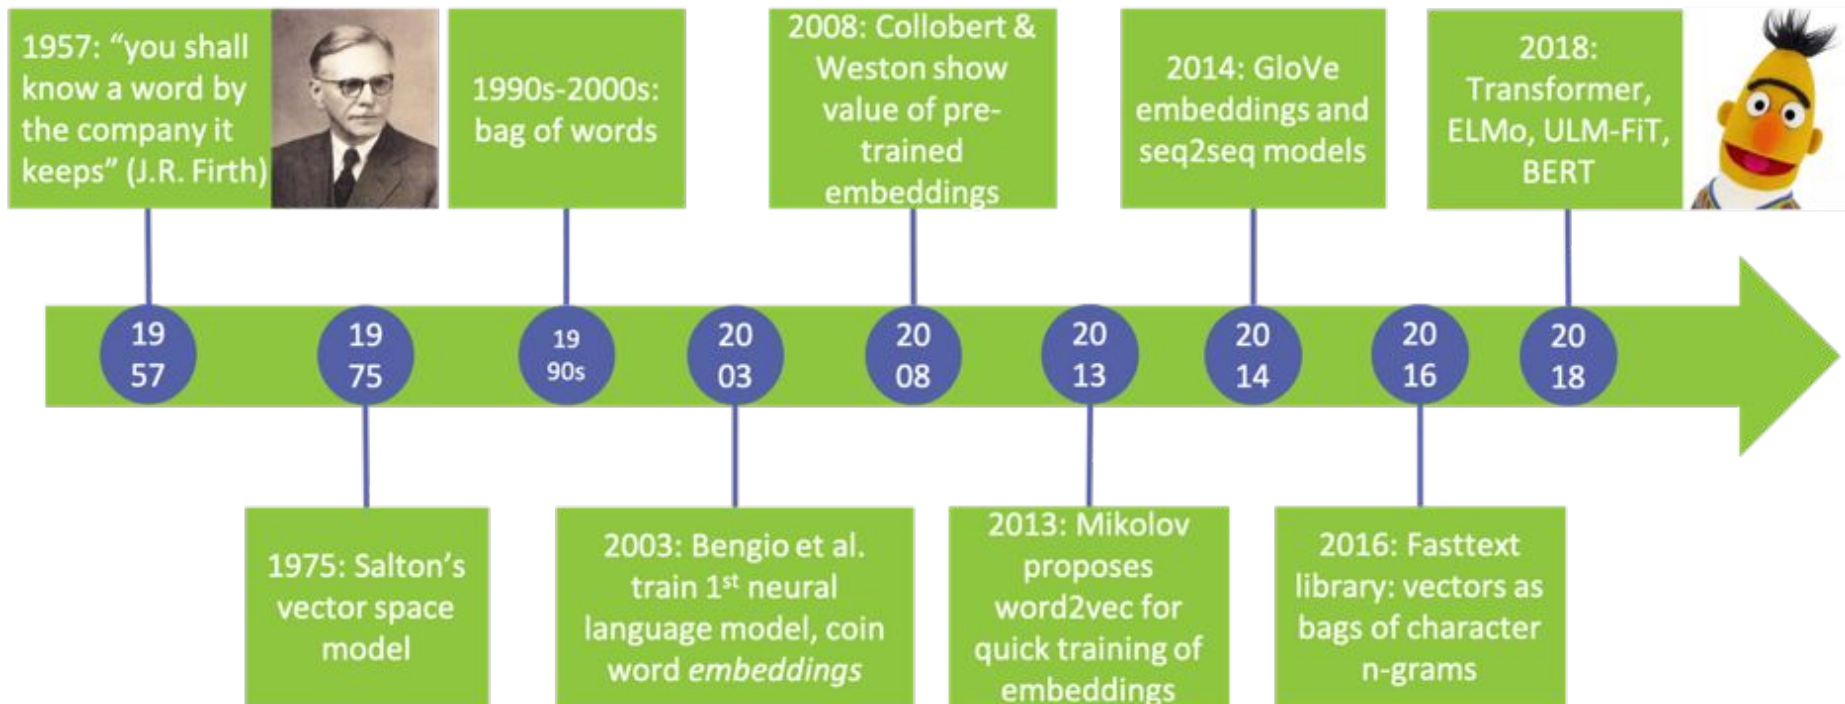 1957: “you shall
know a word by
the company it
keeps” (J.R. Firth)
1990s-2000s:
bag of words
2008: Collobert &
Weston show
value of pre-
trained
embeddings
2014: GloVe
embeddings and
seq2seq models
2018:
Transformer,
ELMo, ULM-FiT,
BERT
19
57
19
75
19
90s
20
03
20
08
20
13
20
14
20
16
20
18
1975: Salton’s
vector space
model
2003: Bengio et al.
train 1st neural
language model, coin
word embeddings
2013: Mikolov
proposes
word2vec for
quick training of
embeddings
2016: Fasttext
library: vectors as
bags of character
n-grams